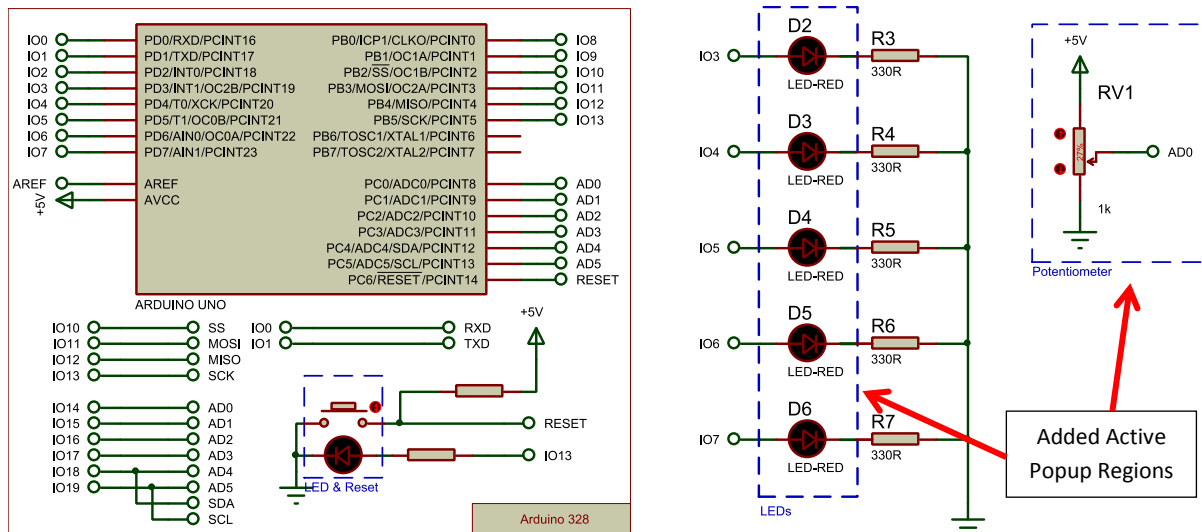 IO0 PD0/RXD/PCINT16 PB0/ICP1/CLKO/PCINT0 IO8
IO1 PD1/TXD/PCINT17 PB1/OC1A/PCINT1 IO9
IO2 PD2/INT0/PCINT18 PB2/SS/OC1B/PCINT2 IO10
IO3 PD3/INT1/OC2B/PCINT19 PB3/MOSI/OC2A/PCINT3 IO11
IO4 PD4/T0/XCK/PCINT20 PB4/MISO/PCINT4 IO12
IO5 PD5/T1/OC0B/PCINT21 PB5/SCK/PCINT5 IO13
IO6 PD6/AIN0/OC0A/PCINT22 PB6/TOSC1/XTAL1/PCINT6
IO7 PD7/AIN1/PCINT23 PB7/TOSC2/XTAL2/PCINT7
AREF AREF PC0/ADC0/PCINT8 AD0
+5V AVCC PC1/ADC1/PCINT9 AD1
PC2/ADC2/PCINT10 AD2
PC3/ADC3/PCINT11 AD3
PC4/ADC4/SDA/PCINT12 AD4
PC5/ADC5/SCL/PCINT13 AD5
PC6/RESET/PCINT14 RESET
ARDUINO UNO
IO10 SS IO0 RXD
IO11 MOSI IO1 TXD
IO12 MISO
IO13 SCK
+5V
IO14 AD0
IO15 AD1
IO16 AD2
IO17 AD3
IO18 AD4
IO19 AD5
SDA
SCL
RESET
IO13
LED & Reset
Arduino 328
D2 R3
IO3
LED-RED 330R
D3 R4
IO4
LED-RED 330R
D4 R5
IO5
LED-RED 330R
D5 R6
IO6
LED-RED 330R
D6 R7
IO7
LED-RED 330R
LEDs
+5V
RV1
27%
AD0
1k
Potentiometer
Added Active
Popup Regions